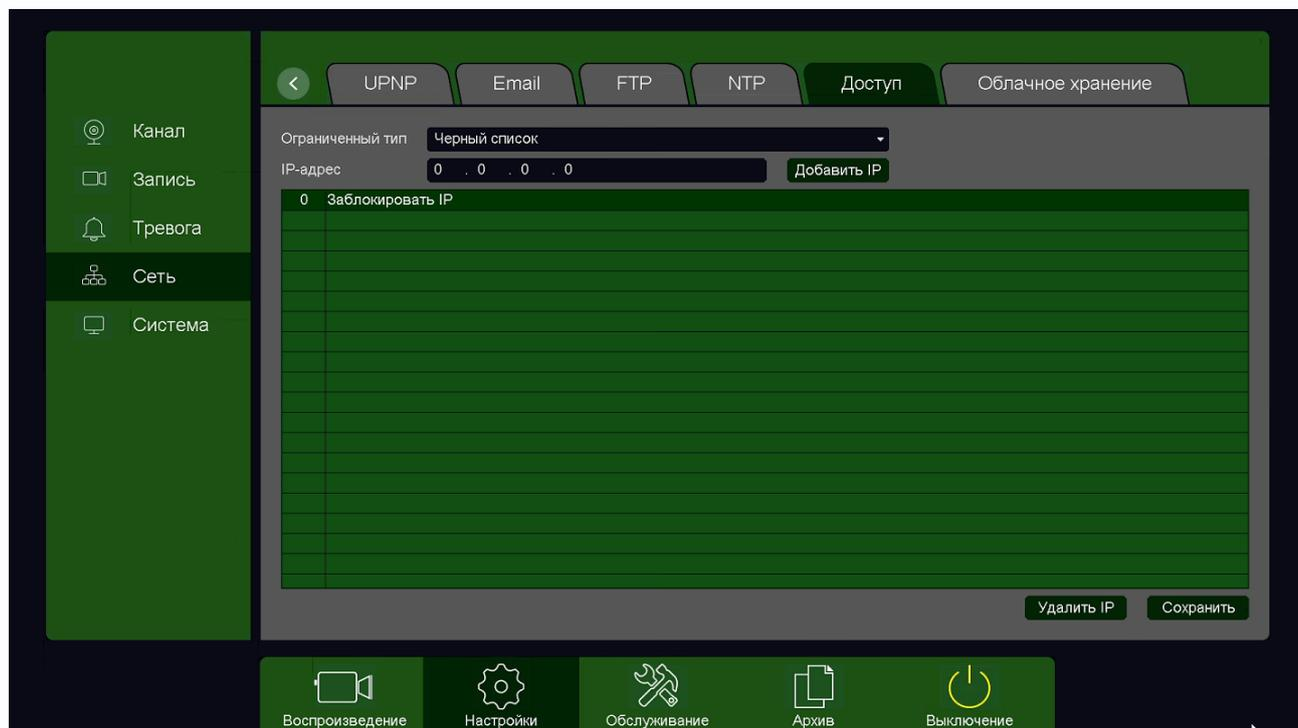 UPNP Email FTP NTP Доступ Облачное хранение
Канал
Запись
Тревога
Сеть
Система
Ограниченный тип Черный список
IP-адрес 0 . 0 . 0 . 0 Добавить IP
0 Заблокировать IP
Удалить IP Сохранить
Воспроизведение Настройки Обслуживание Архив Выключение